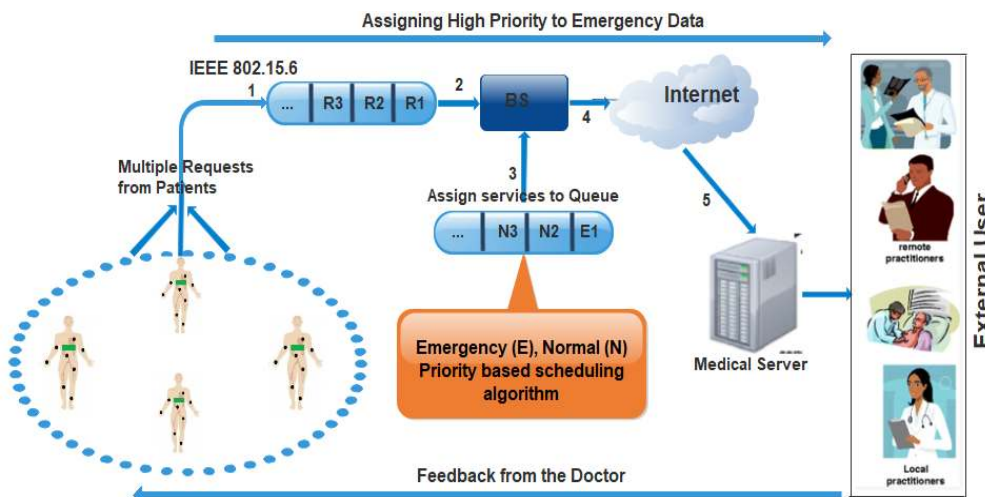 Assigning High Priority to Emergency Data
IEEE 802.15.6
1
... R3 R2 R1
2
BS
4
Internet
Multiple Requests
from Patients
3
Assign services to Queue
... N3 N2 E1
5
Emergency (E), Normal (N)
Priority based scheduling
algorithm
Medical Server
remote
practitioners
Local
practitioners
External User
Feedback from the Doctor